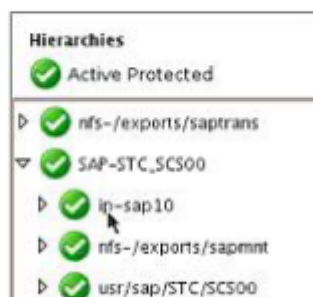 Hierarchies
Active Protected
nfs-/exports/saptrans
SAP-STC_SCS00
ip-sap10
nfs-/exports/sapmnt
usr/sap/STC/SCS00